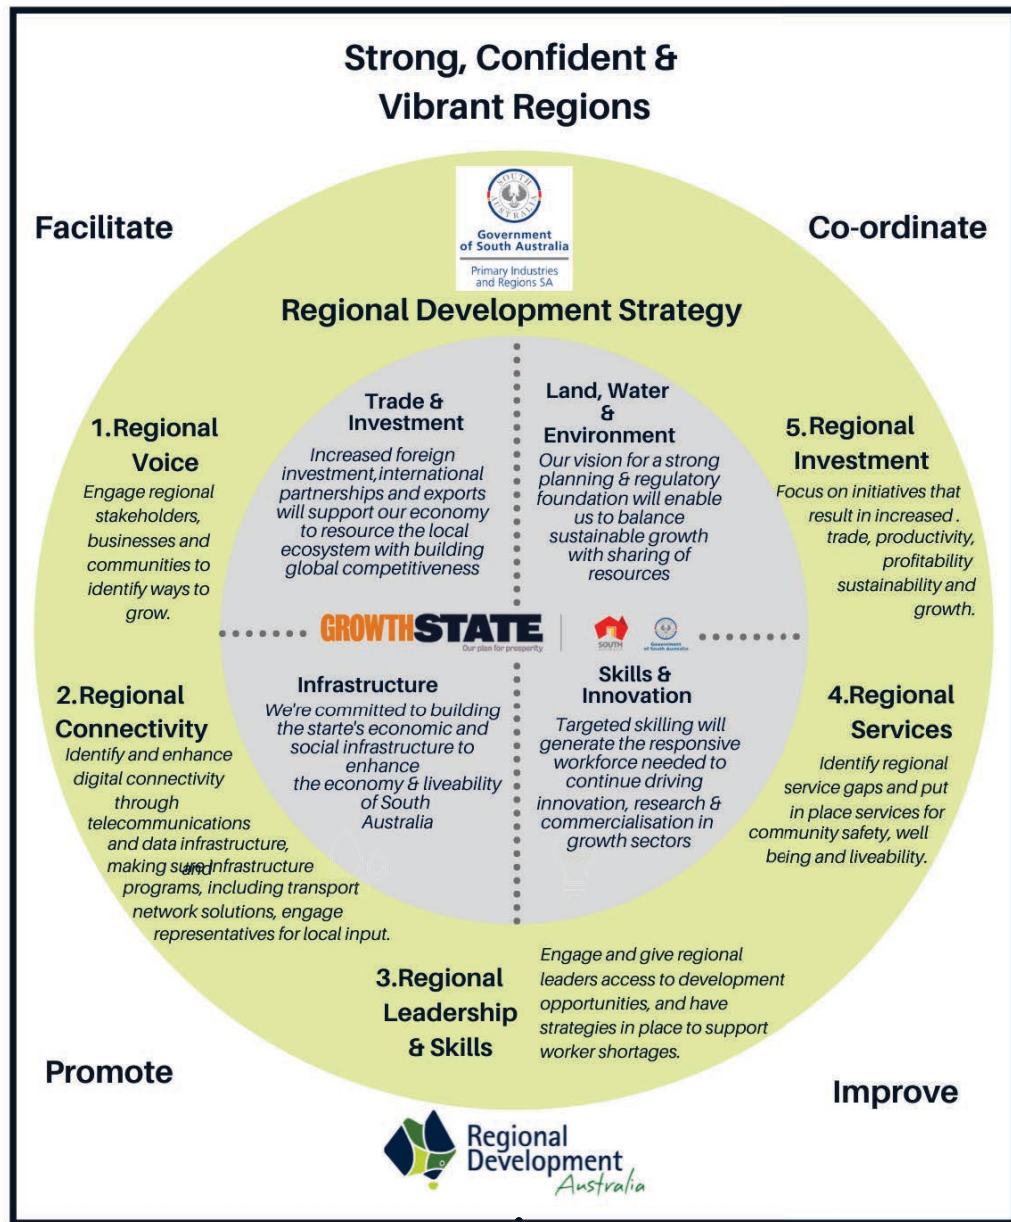 Strong, Confident &
Vibrant Regions
Facilitate
Co-ordinate
SOUTH
AUSTRALIA
Government
of South Australia
Primary Industries
and Regions SA
Regional Development Strategy
1.Regional
Voice
Engage regional
stakeholders,
businesses and
communities to
identify ways to
grow.
Trade &
Investment
Increased foreign
investment,international
partnerships and exports
will support our economy
to resource the local
ecosystem with building
global competitiveness
Land, Water
&
Environment
Our vision for a strong
planning & regulatory
foundation will enable
us to balance
sustainable growth
with sharing of
resources
5.Regional
Investment
Focus on initiatives that
result in increased .
trade, productivity,
profitability
sustainability and
growth.
GROWTHSTATE
Our plan for prosperity
SOUTH
Government
of South Australia
2.Regional
Connectivity
Identify and enhance
digital connectivity
through
telecommunications
and data infrastructure,
and
making sure Infrastructure
programs, including transport
network solutions, engage
representatives for local input.
Infrastructure
We're committed to building
the starte's economic and
social infrastructure to
enhance
the economy & liveability
of South
Australia
Skills &
Innovation
Targeted skilling will
generate the responsive
workforce needed to
continue driving
innovation, research &
commercialisation in
growth sectors
4.Regional
Services
Identify regional
service gaps and put
in place services for
community safety, well
being and liveability.
3.Regional
Leadership
& Skills
Engage and give regional
leaders access to development
opportunities, and have
strategies in place to support
worker shortages.
Promote
Improve
Regional
Development
Australia